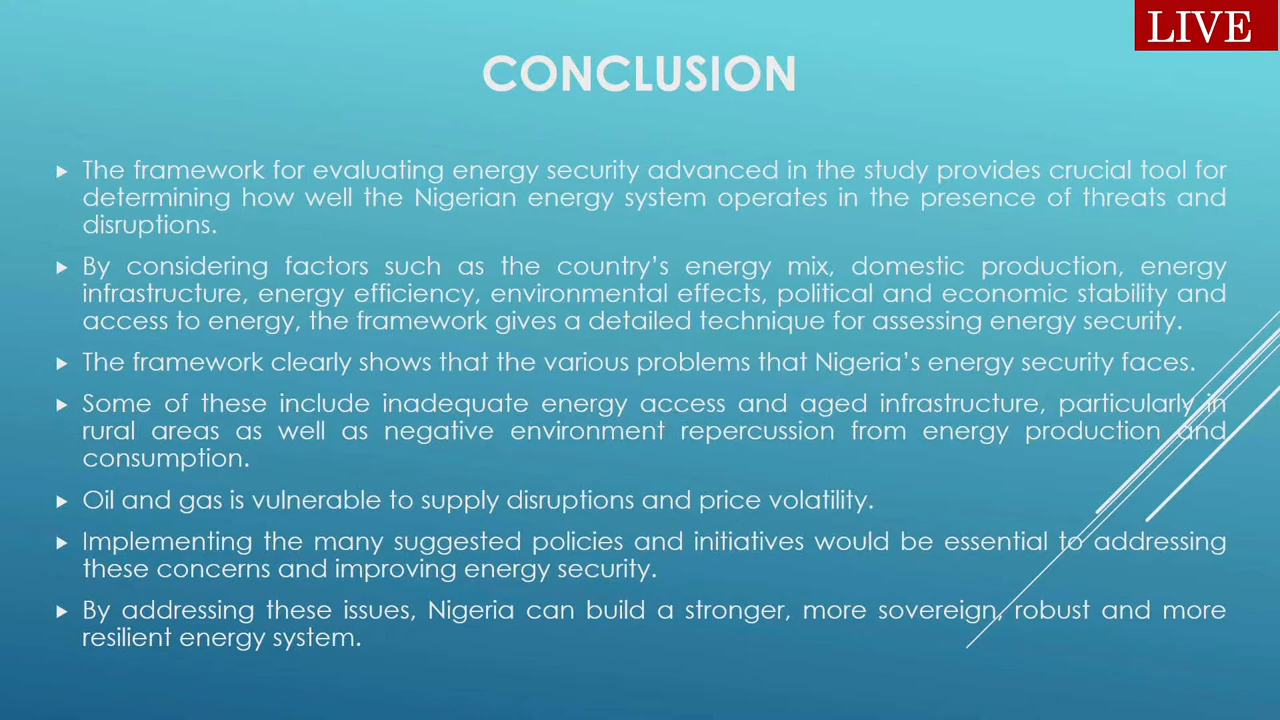 LIVE
CONCLUSION
The framework for evaluating energy security advanced in the study provides crucial tool for
determining how well the Nigerian energy system operates in the presence of threats and
disruptions.
By considering factors such as the country's energy mix, domestic production, energy
infrastructure, energy efficiency, environmental effects, political and economic stability and
access to energy, the framework gives a detailed technique for assessing energy security.
The framework clearly shows that the various problems that Nigeria's energy security faces.
Some of these include inadequate energy access and aged infrastructure, particularly in
rural areas as well as negative environment repercussion from energy production and
consumption.
Oil and gas is vulnerable to supply disruptions and price volatility.
Implementing the many suggested policies and initiatives would be essential to addressing
these concerns and improving energy security.
By addressing these issues, Nigeria can build a stronger, more sovereign, robust and more
resilient energy system.